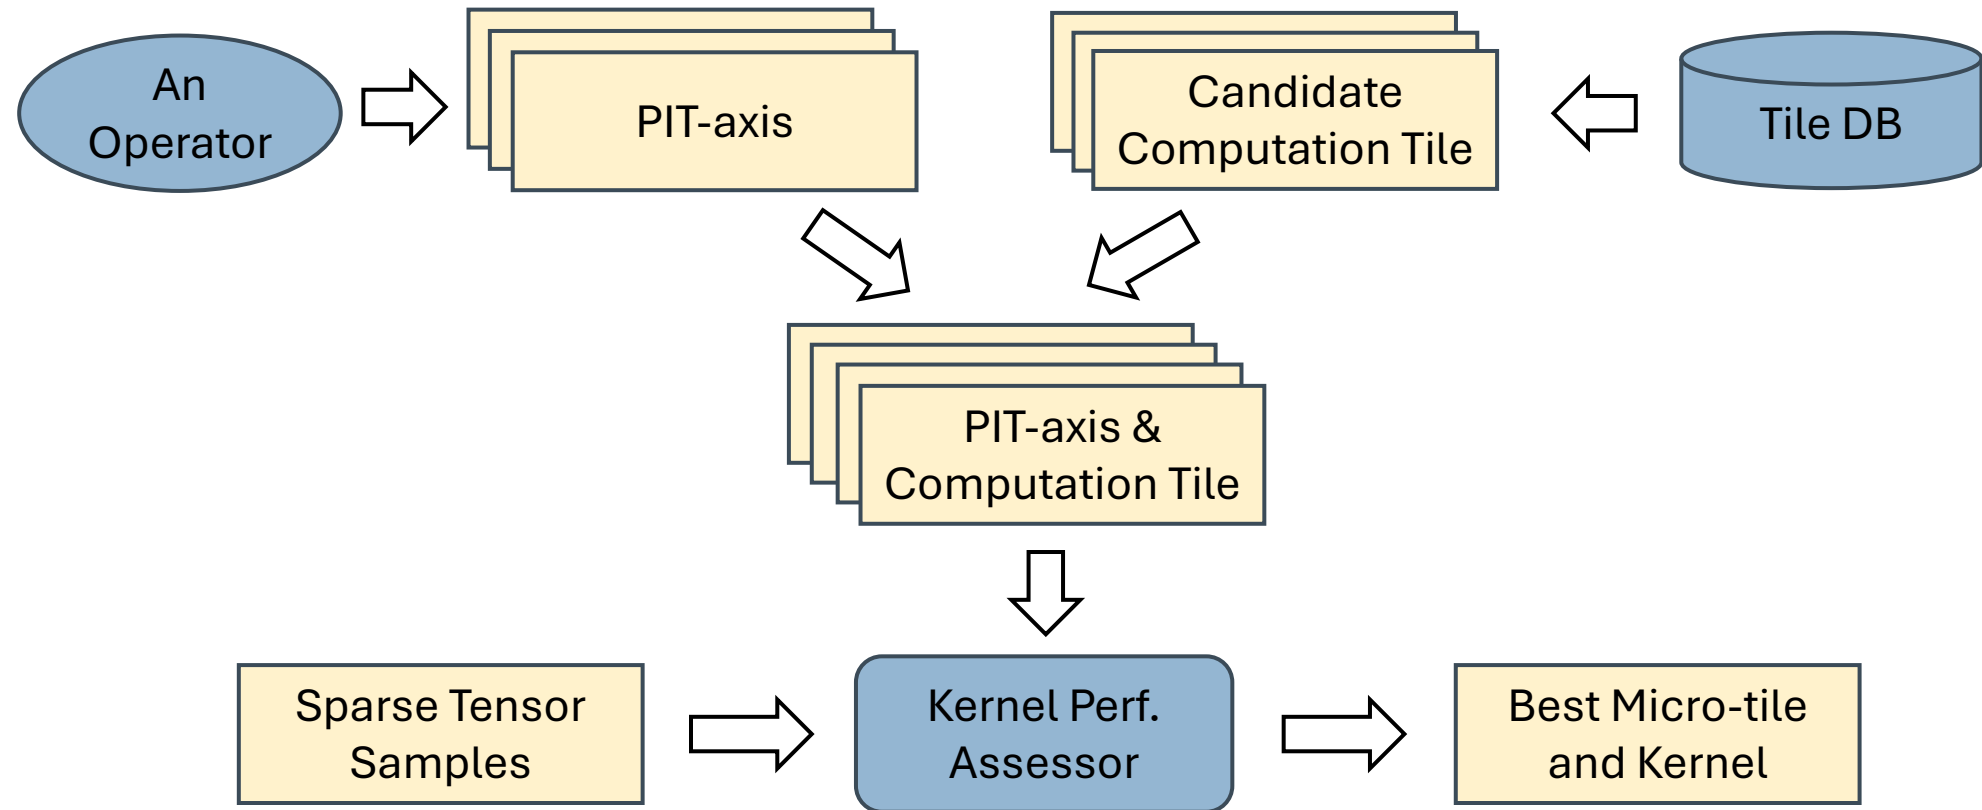 An
Operator
PIT-axis
Candidate
Computation Tile
Tile DB
PIT-axis &
Computation Tile
Sparse Tensor
Samples
Kernel Perf.
Assessor
Best Micro-tile
and Kernel